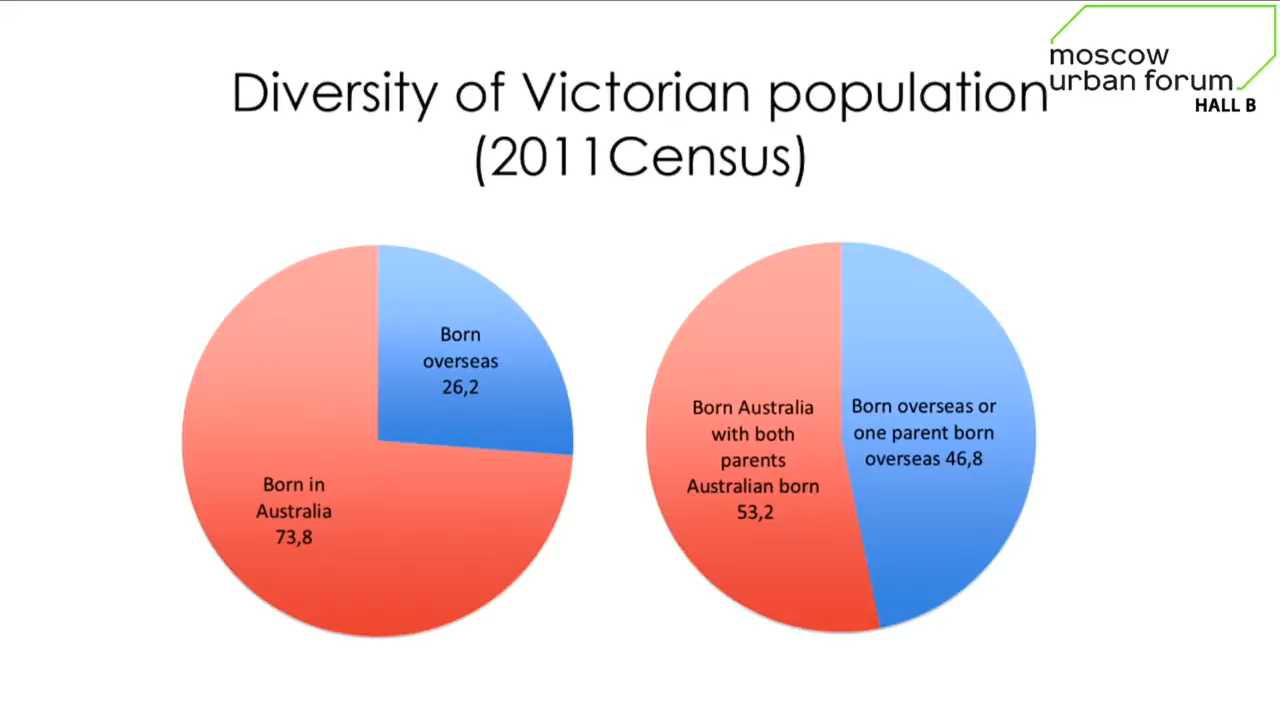 moscow
urban forum
HALL B
Diversity of Victorian population
(2011Census)
Born
overseas
26,2
Born in
Australia
73,8
Born Australia
with both
parents
Australian born
53,2
Born overseas or
one parent born
overseas 46,8